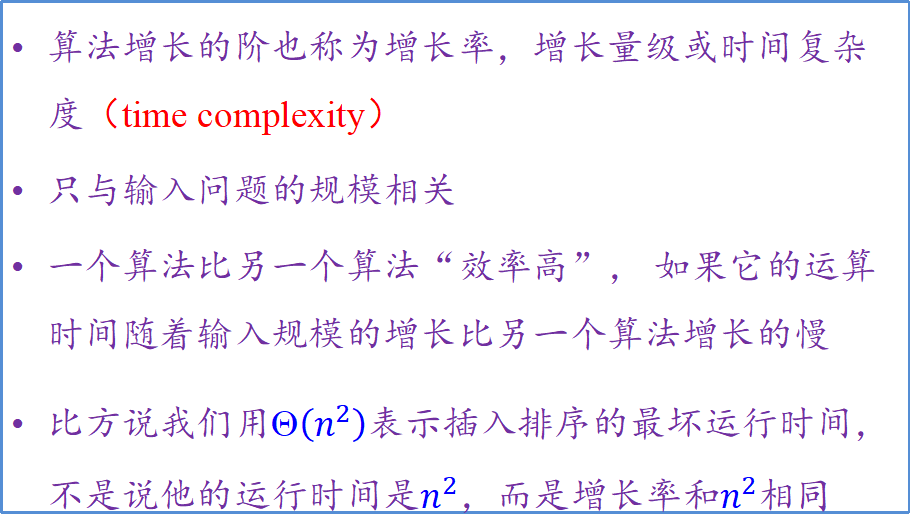 • 算法增长的阶也称为增长率，增长量级或时间复杂
度（time complexity）
• 只与输入问题的规模相关
• 一个算法比另一个算法“效率高”， 如果它的运算
时间随着输入规模的增长比另一个算法增长的慢
• 比方说我们用Θ(n²)表示插入排序的最坏运行时间，
不是说他的运行时间是n²，而是增长率和n²相同